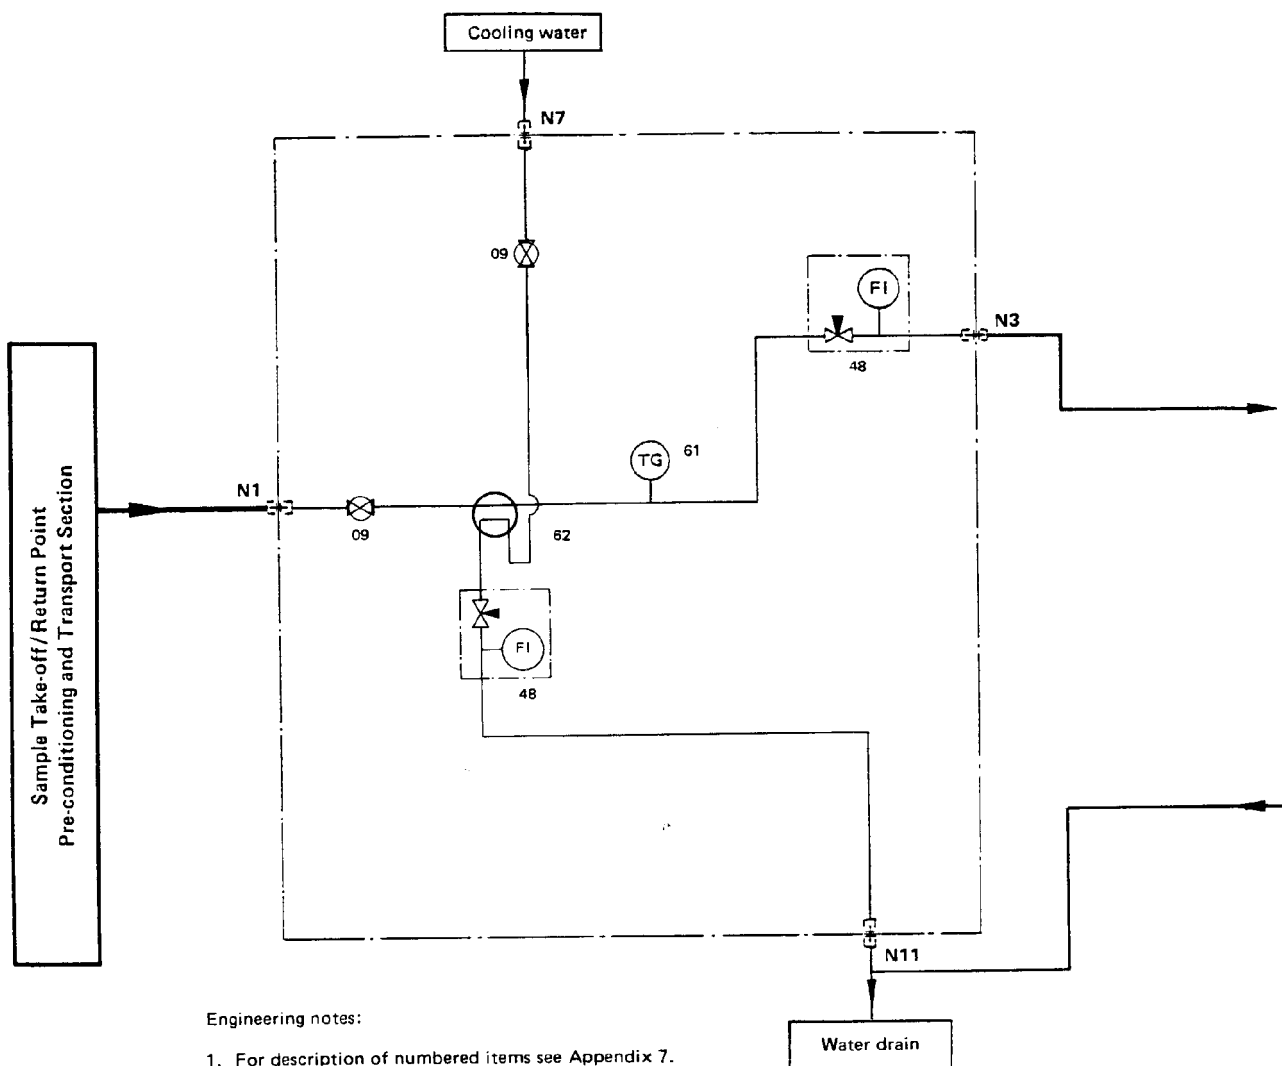 Cooling water
N7
09
FI
N3
48
TG
61
N1
09
62
Sample Take-off/Return Point
Pre-conditioning and Transport Section
FI
48
N11
Engineering notes:
1. For description of numbered items see Appendix 7.
Water drain